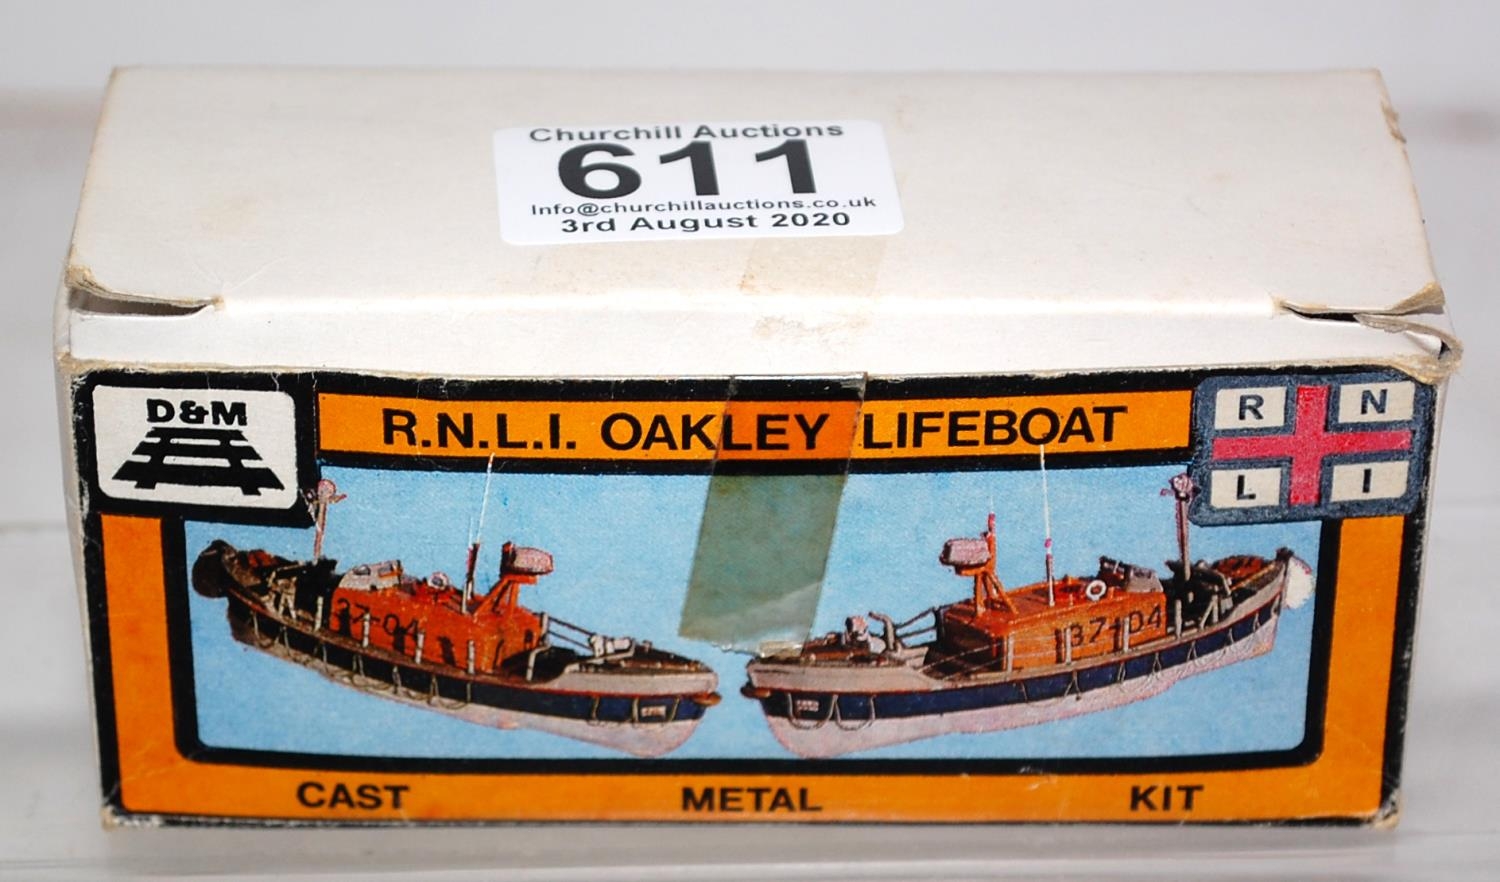 Churchill Auctions
611
Info@churchillauctions.co.uk
3rd August 2020
D&M
R.N.L.I. OAKLEY LIFEBOAT
R N
L I
37-04
37-04
CAST METAL KIT